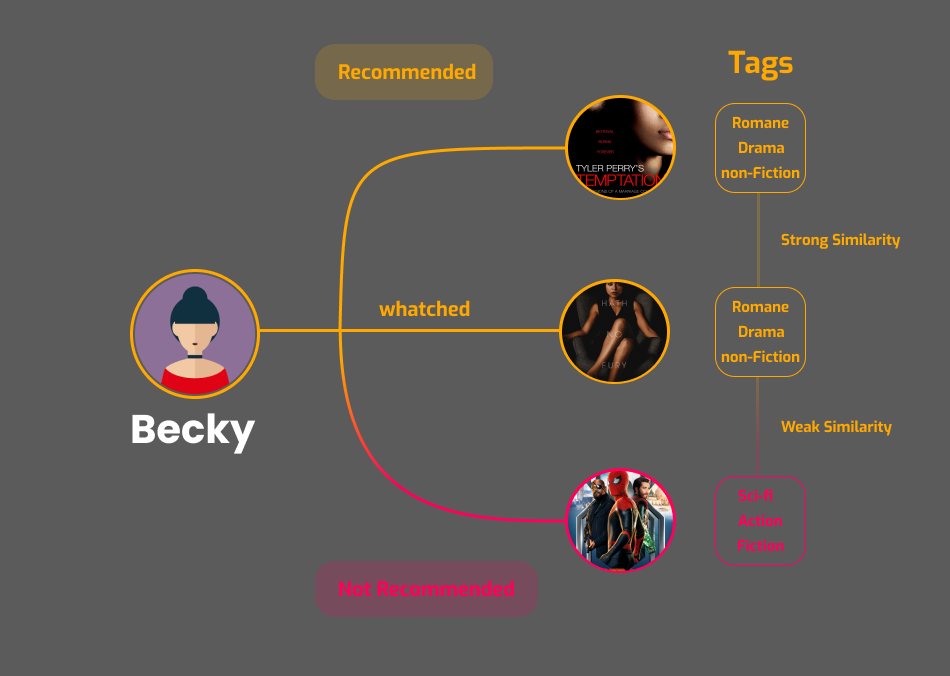 Recommended
Tags
Romane
Drama
non-Fiction
TYLER PERRY'S
TEMPTATION
Strong Similarity
whatched
Romane
Drama
non-Fiction
FURY
Becky
Weak Similarity
Sci-fi
Action
Fiction
Not Recommended